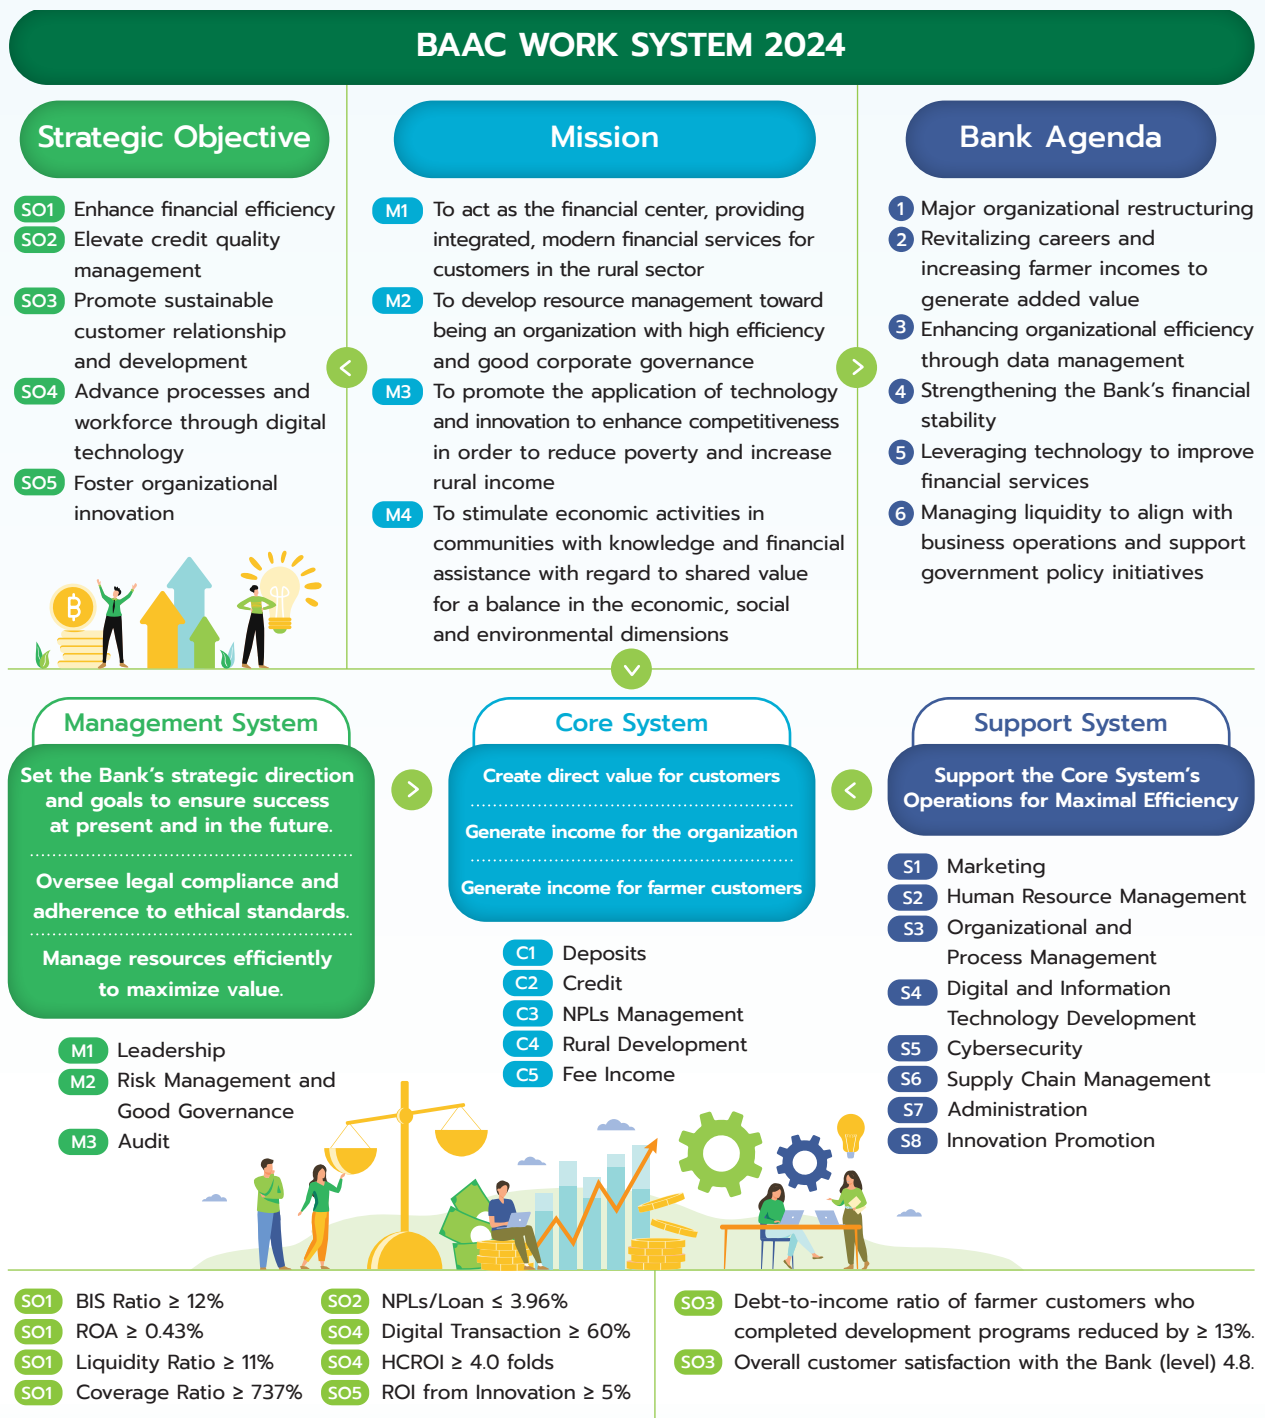 BAAC WORK SYSTEM 2024
Strategic Objective
SO1 Enhance financial efficiency
SO2 Elevate credit quality
management
SO3 Promote sustainable
customer relationship
and development
SO4 Advance processes and
workforce through digital
technology
SO5 Foster organizational
innovation
Mission
M1 To act as the financial center, providing
integrated, modern financial services for
customers in the rural sector
M2 To develop resource management toward
being an organization with high efficiency
and good corporate governance
M3 To promote the application of technology
and innovation to enhance competitiveness
in order to reduce poverty and increase
rural income
M4 To stimulate economic activities in
communities with knowledge and financial
assistance with regard to shared value
for a balance in the economic, social
and environmental dimensions
Bank Agenda
1 Major organizational restructuring
2 Revitalizing careers and
increasing farmer incomes to
generate added value
3 Enhancing organizational efficiency
through data management
4 Strengthening the Bank's financial
stability
5 Leveraging technology to improve
financial services
6 Managing liquidity to align with
business operations and support
government policy initiatives
฿
Management System
Set the Bank's strategic direction
and goals to ensure success
at present and in the future.
Oversee legal compliance and
adherence to ethical standards.
Manage resources efficiently
to maximize value.
M1 Leadership
M2 Risk Management and
Good Governance
M3 Audit
Core System
Create direct value for customers
Generate income for the organization
Generate income for farmer customers
C1 Deposits
C2 Credit
C3 NPLs Management
C4 Rural Development
C5 Fee Income
Support System
Support the Core System's
Operations for Maximal Efficiency
S1 Marketing
S2 Human Resource Management
S3 Organizational and
Process Management
S4 Digital and Information
Technology Development
S5 Cybersecurity
S6 Supply Chain Management
S7 Administration
S8 Innovation Promotion
SO1 BIS Ratio ≥ 12%
SO1 ROA ≥ 0.43%
SO1 Liquidity Ratio ≥ 11%
SO1 Coverage Ratio ≥ 737%
SO2 NPLs/Loan ≤ 3.96%
SO4 Digital Transaction ≥ 60%
SO4 HCROI ≥ 4.0 folds
SO5 ROI from Innovation ≥ 5%
SO3 Debt-to-income ratio of farmer customers who
completed development programs reduced by ≥ 13%.
SO3 Overall customer satisfaction with the Bank (level) 4.8.